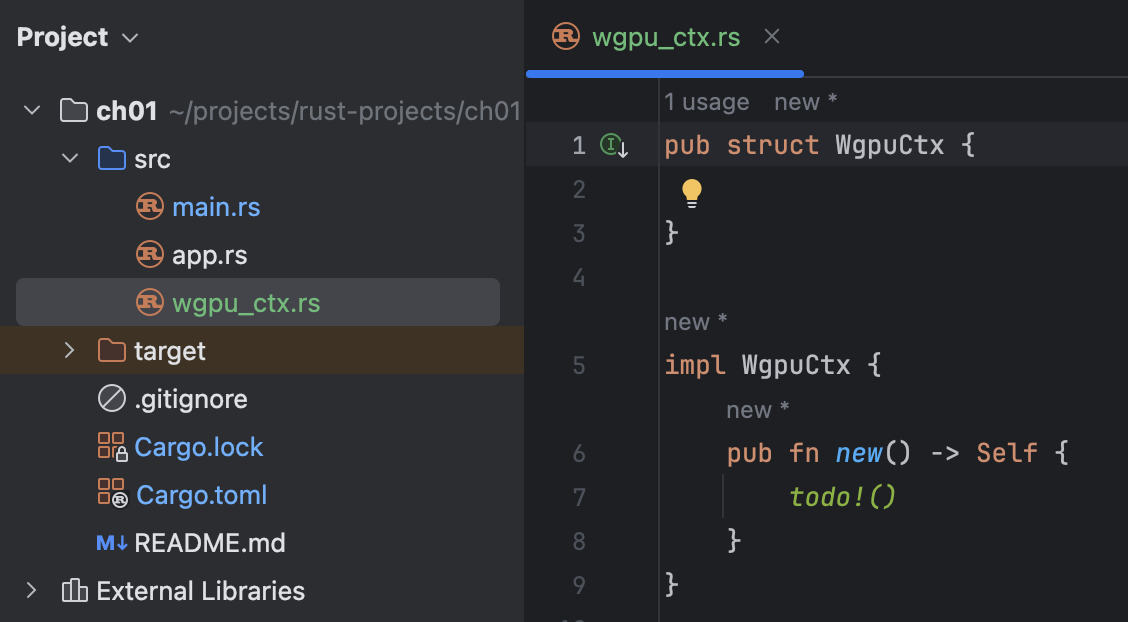 Project
ch01 ~/projects/rust-projects/ch01
src
main.rs
app.rs
wgpu_ctx.rs
target
.gitignore
Cargo.lock
Cargo.toml
M↓ README.md
External Libraries
wgpu_ctx.rs
1 usage new *
1 pub struct WgpuCtx {
2
3 }
4
new *
5 impl WgpuCtx {
new *
6 pub fn new() -> Self {
7 todo!()
8 }
9 }